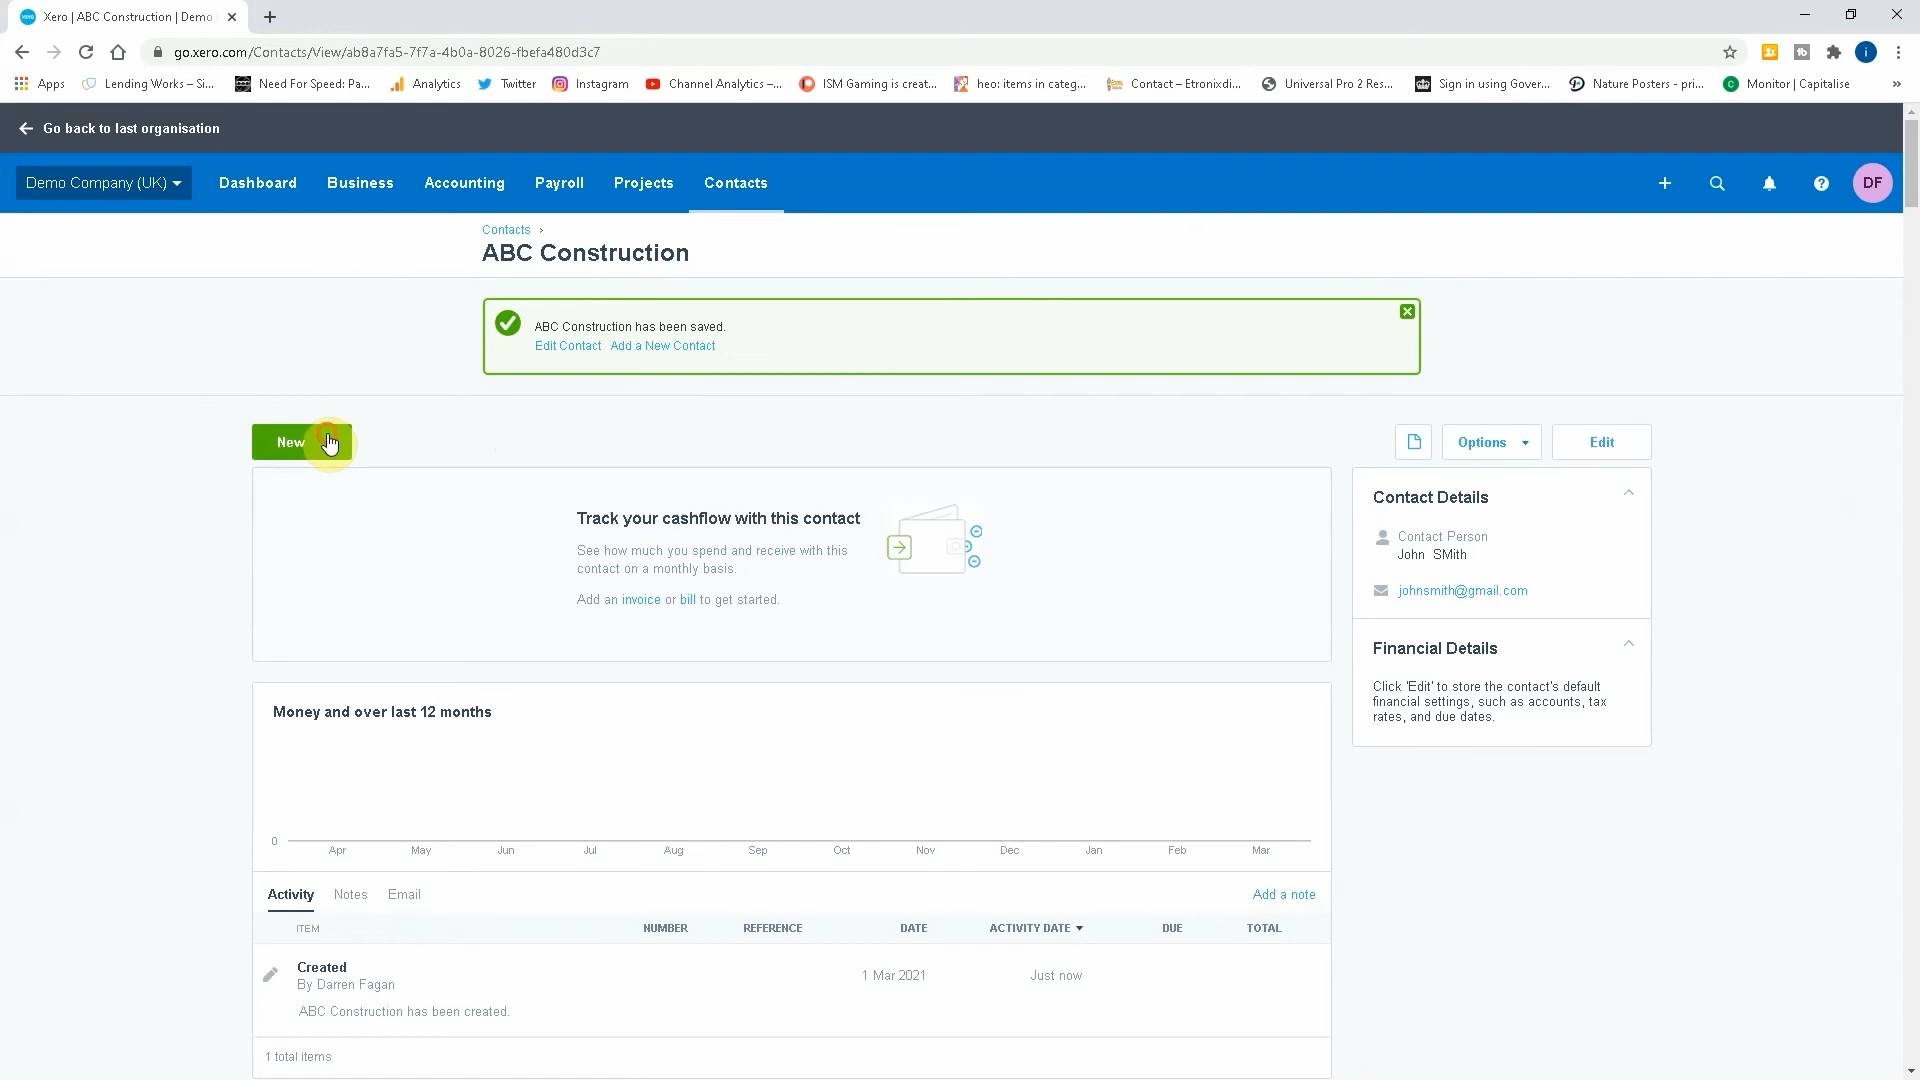 Xero | ABC Construction | Demo
go.xero.com/Contacts/View/ab8a7fa5-7f7a-4b0a-8026-fbefa480d3c7
Apps Lending Works – Si... Need For Speed: Pa... Analytics Twitter Instagram Channel Analytics –... ISM Gaming is creat... heo: items in categ... Contact – Etronixdi... Universal Pro 2 Res... Sign in using Gover... Nature Posters - pri... Monitor | Capitalise »
Go back to last organisation
Demo Company (UK) Dashboard Business Accounting Payroll Projects Contacts DF
Contacts ›
ABC Construction
ABC Construction has been saved.
Edit Contact Add a New Contact
New Options Edit
Track your cashflow with this contact
See how much you spend and receive with this
contact on a monthly basis.
Add an invoice or bill to get started.
Contact Details
Contact Person
John SMith
johnsmith@gmail.com
Financial Details
Click 'Edit' to store the contact's default
financial settings, such as accounts, tax
rates, and due dates.
Money and over last 12 months
0
Apr May Jun Jul Aug Sep Oct Nov Dec Jan Feb Mar
Activity Notes Email Add a note
ITEM NUMBER REFERENCE DATE ACTIVITY DATE DUE TOTAL
Created
By Darren Fagan
1 Mar 2021 Just now
ABC Construction has been created.
1 total items